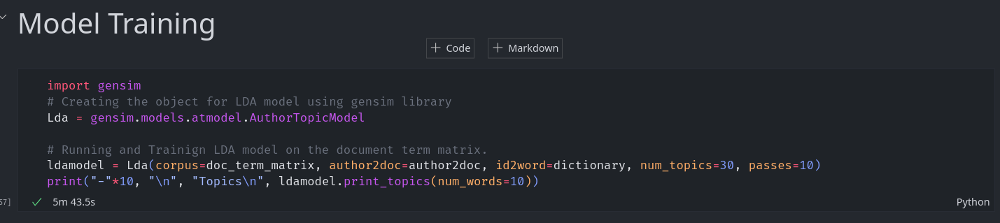 Model Training
+ Code + Markdown
import gensim
# Creating the object for LDA model using gensim library
Lda = gensim.models.atmodel.AuthorTopicModel
# Running and Trainign LDA model on the document term matrix.
ldamodel = Lda(corpus=doc_term_matrix, author2doc=author2doc, id2word=dictionary, num_topics=30, passes=10)
print("-"*10, "\n", "Topics\n", ldamodel.print_topics(num_words=10))
57] ✓ 5m 43.5s Python